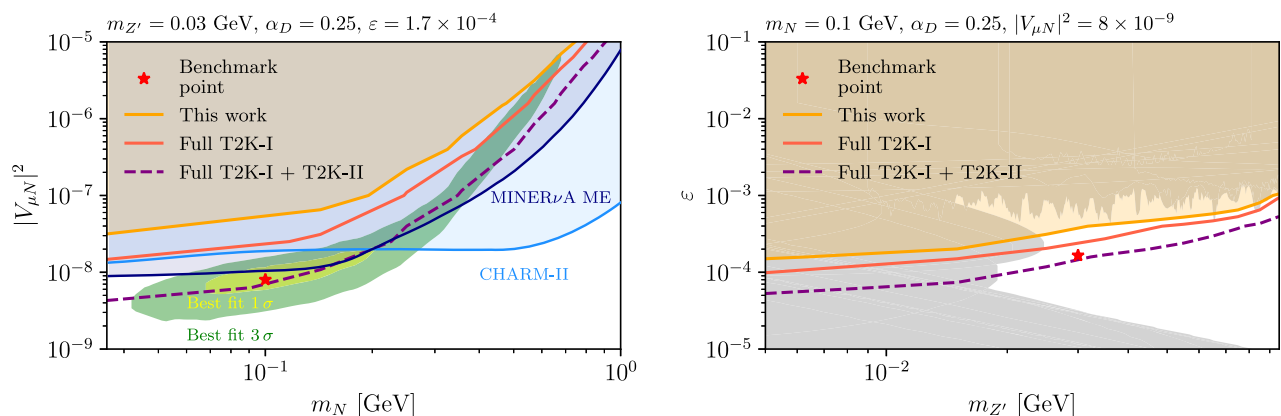 m_{Z'} = 0.03 GeV, α_D = 0.25, ε = 1.7 × 10^{-4}
|V_{μN}|^2
10^{-5}
10^{-6}
10^{-7}
10^{-8}
10^{-9}
Benchmark
point
This work
Full T2K-I
Full T2K-I + T2K-II
MINERνA ME
CHARM-II
Best fit 1 σ
Best fit 3 σ
10^{-1}
10^{0}
m_N [GeV]
m_N = 0.1 GeV, α_D = 0.25, |V_{μN}|^2 = 8 × 10^{-9}
ε
10^{-1}
10^{-2}
10^{-3}
10^{-4}
10^{-5}
Benchmark
point
This work
Full T2K-I
Full T2K-I + T2K-II
10^{-2}
m_{Z'} [GeV]